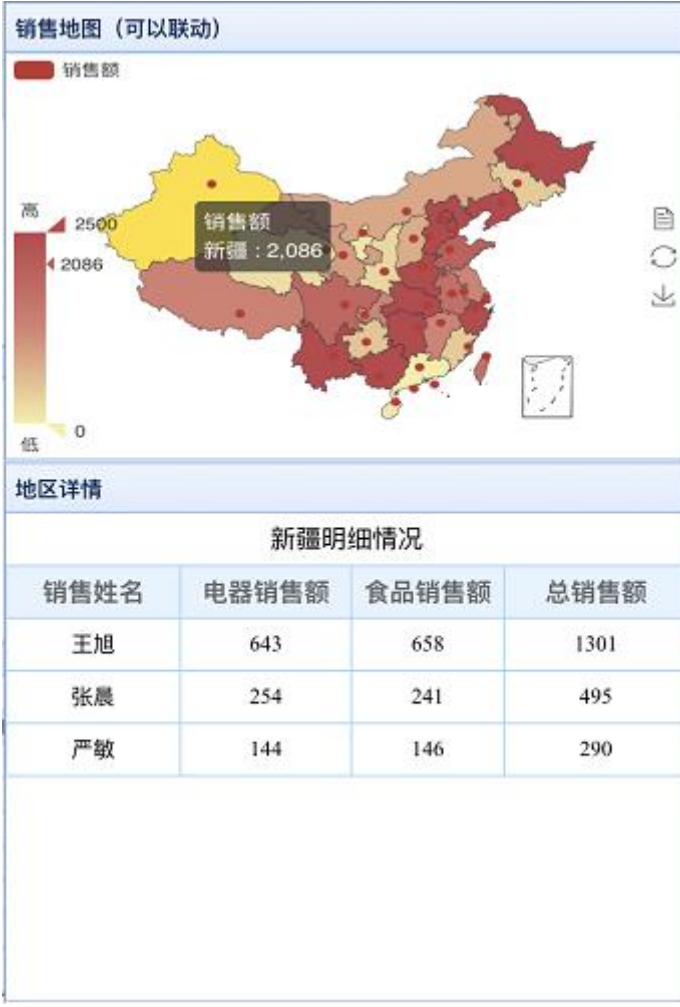 销售地图（可以联动）
销售额
高
2500
2086
0
低
销售额
新疆 : 2,086
地区详情
新疆明细情况
销售姓名 电器销售额 食品销售额 总销售额
王旭 643 658 1301
张晨 254 241 495
严敏 144 146 290